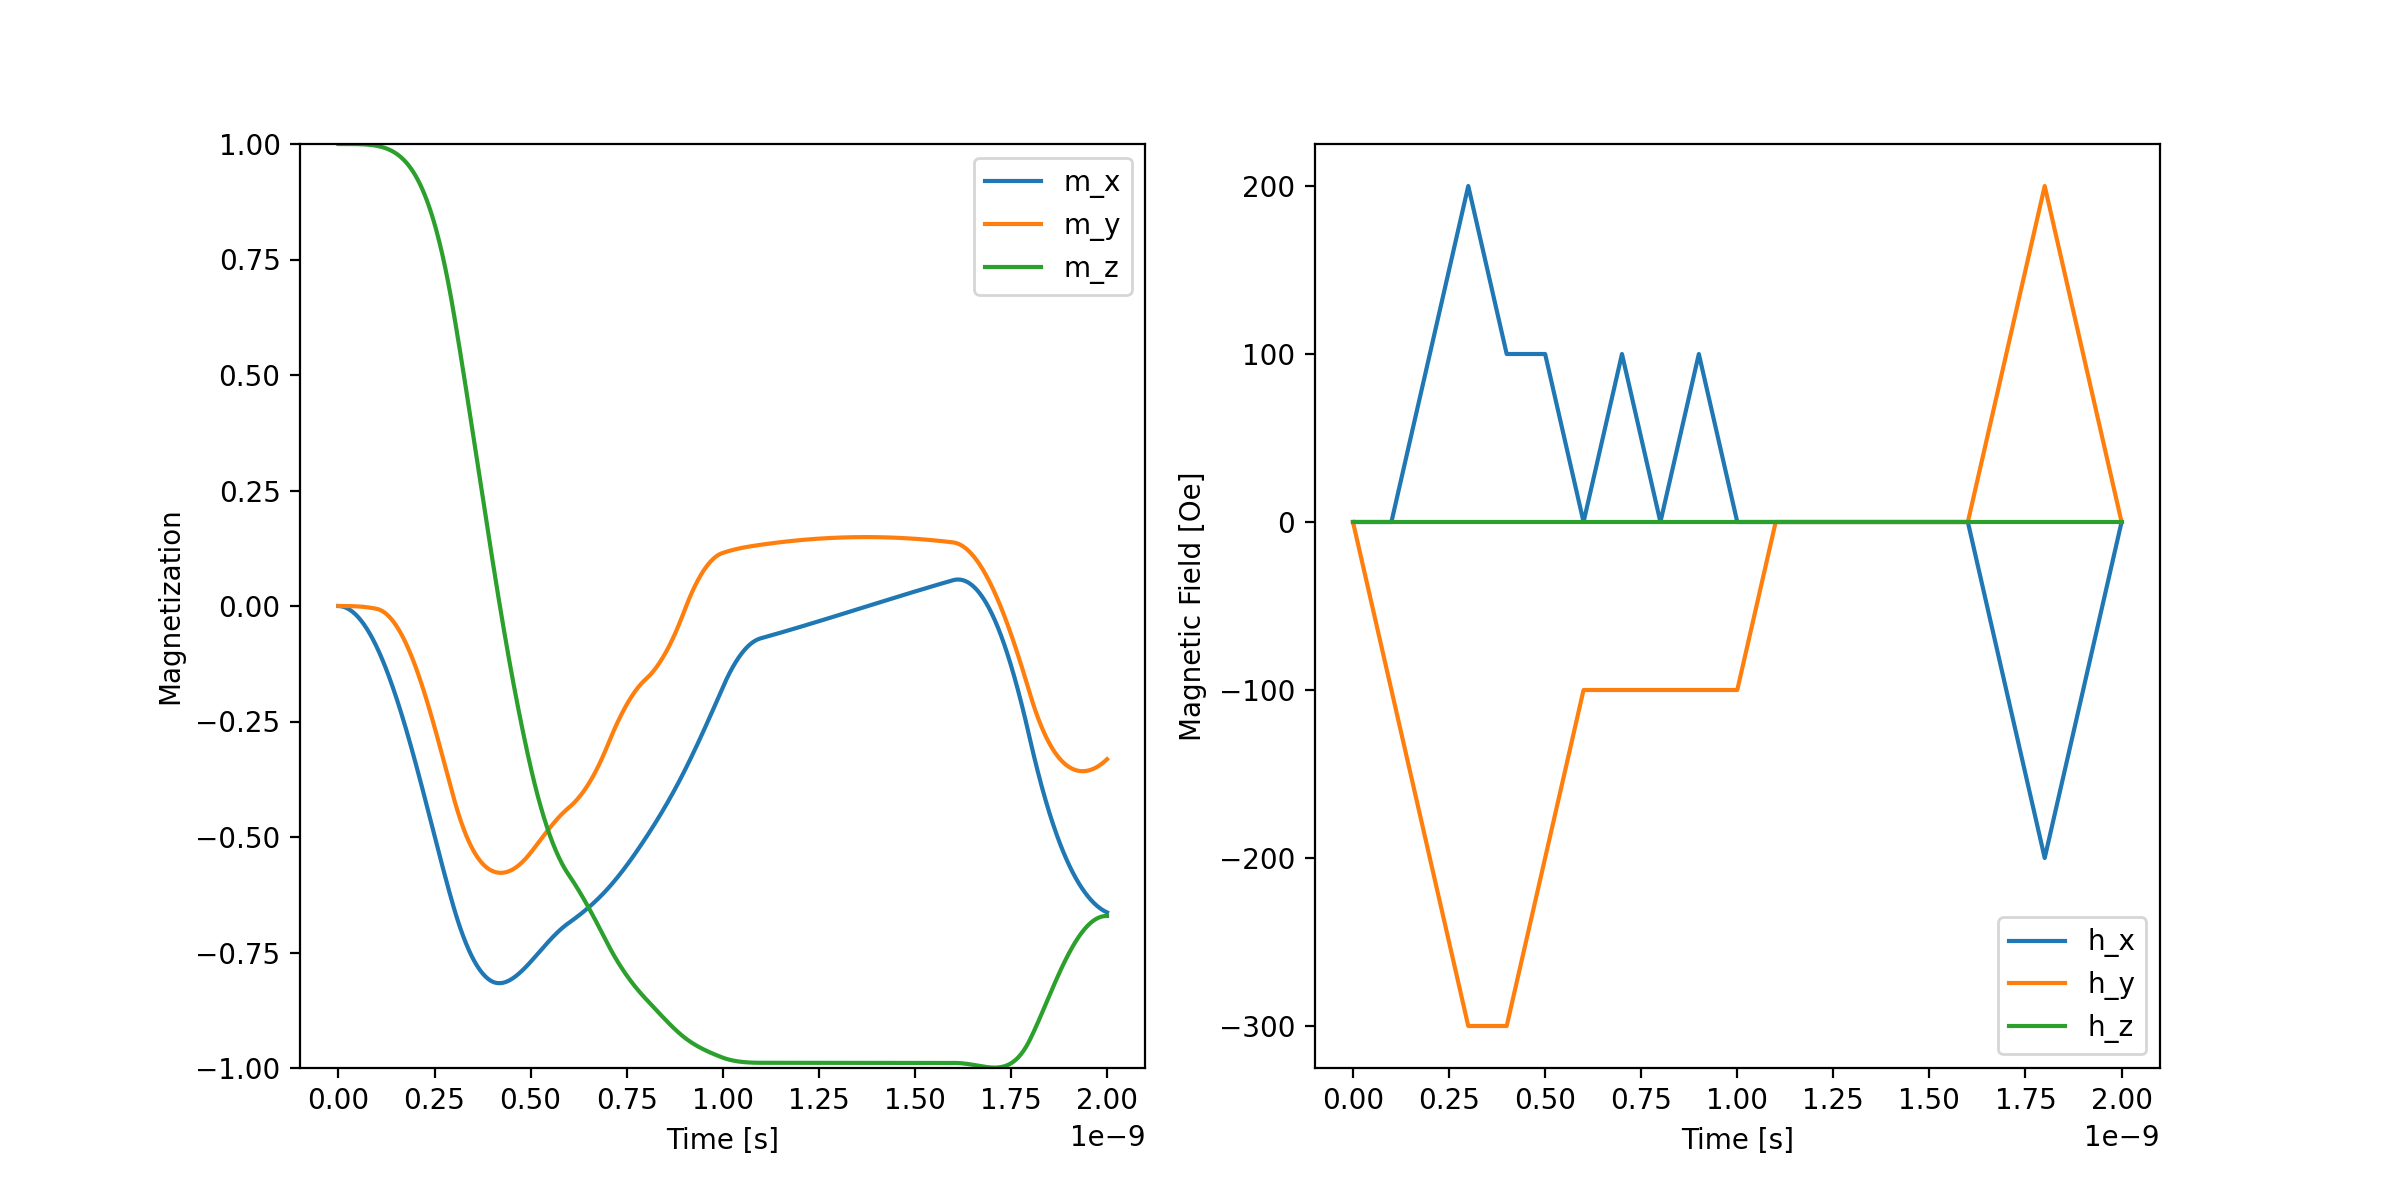 Magnetization
1.00
0.75
0.50
0.25
0.00
−0.25
−0.50
−0.75
−1.00
m_x
m_y
m_z
0.00 0.25 0.50 0.75 1.00 1.25 1.50 1.75 2.00
Time [s]
1e−9
Magnetic Field [Oe]
200
100
0
−100
−200
−300
h_x
h_y
h_z
0.00 0.25 0.50 0.75 1.00 1.25 1.50 1.75 2.00
Time [s]
1e−9